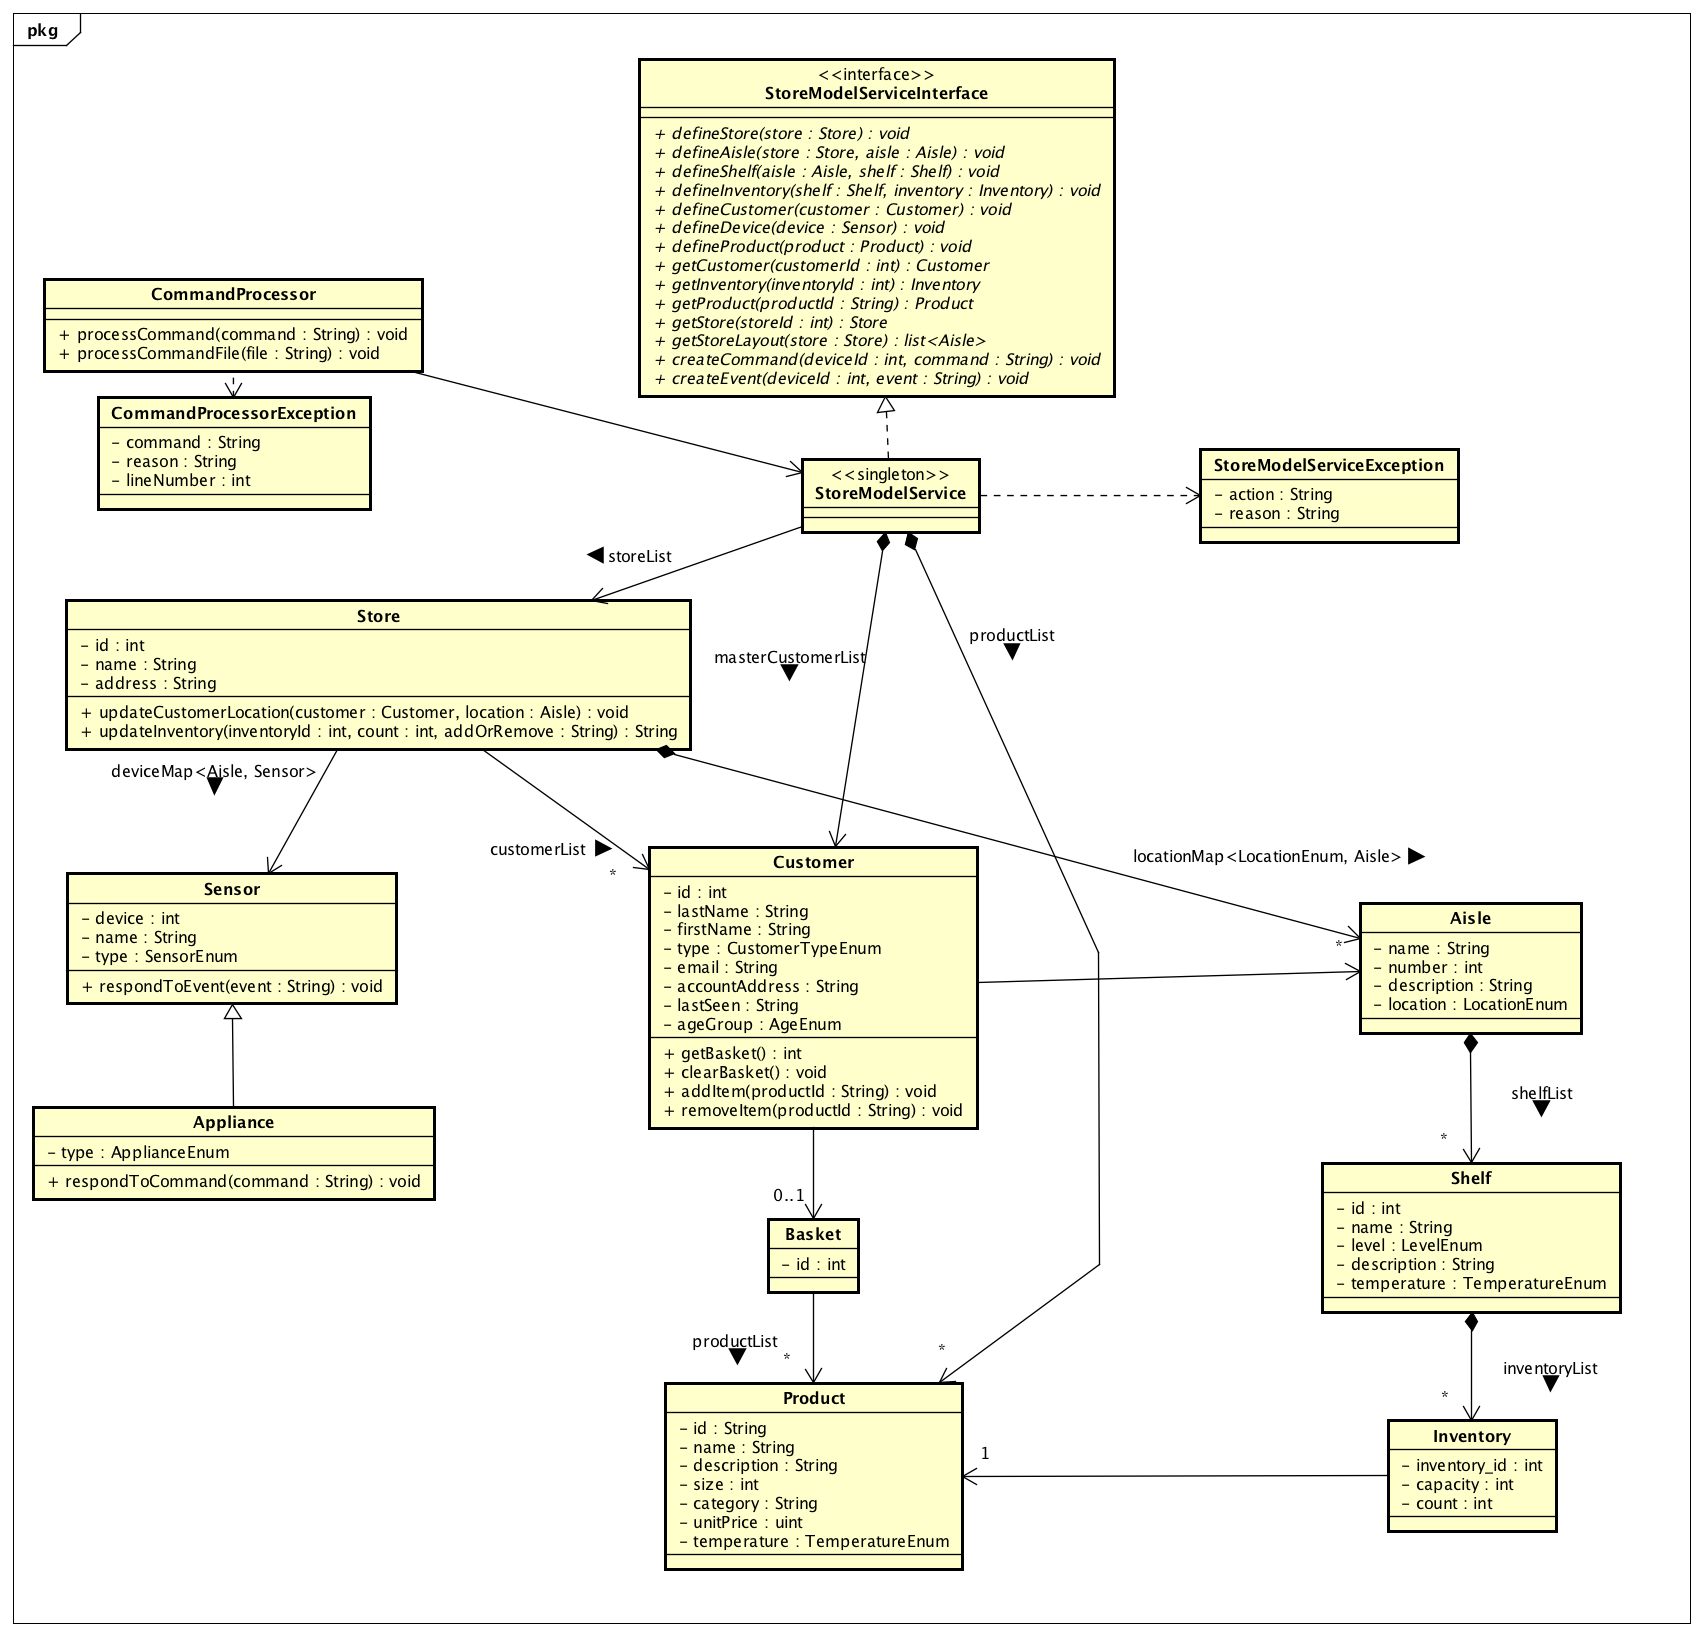 pkg
<<interface>>
StoreModelServiceInterface
+ defineStore(store : Store) : void
+ defineAisle(store : Store, aisle : Aisle) : void
+ defineShelf(aisle : Aisle, shelf : Shelf) : void
+ defineInventory(shelf : Shelf, inventory : Inventory) : void
+ defineCustomer(customer : Customer) : void
+ defineDevice(device : Sensor) : void
+ defineProduct(product : Product) : void
+ getCustomer(customerId : int) : Customer
+ getInventory(inventoryId : int) : Inventory
+ getProduct(productId : String) : Product
+ getStore(storeId : int) : Store
+ getStoreLayout(store : Store) : list<Aisle>
+ createCommand(deviceId : int, command : String) : void
+ createEvent(deviceId : int, event : String) : void
CommandProcessor
+ processCommand(command : String) : void
+ processCommandFile(file : String) : void
CommandProcessorException
- command : String
- reason : String
- lineNumber : int
<<singleton>>
StoreModelService
StoreModelServiceException
- action : String
- reason : String
storeList
Store
- id : int
- name : String
- address : String
+ updateCustomerLocation(customer : Customer, location : Aisle) : void
+ updateInventory(inventoryId : int, count : int, addOrRemove : String) : String
masterCustomerList
productList
deviceMap<Aisle, Sensor>
customerList
*
locationMap<LocationEnum, Aisle>
*
Sensor
- device : int
- name : String
- type : SensorEnum
+ respondToEvent(event : String) : void
Customer
- id : int
- lastName : String
- firstName : String
- type : CustomerTypeEnum
- email : String
- accountAddress : String
- lastSeen : String
- ageGroup : AgeEnum
+ getBasket() : int
+ clearBasket() : void
+ addItem(productId : String) : void
+ removeItem(productId : String) : void
Aisle
- name : String
- number : int
- description : String
- location : LocationEnum
Appliance
- type : ApplianceEnum
+ respondToCommand(command : String) : void
shelfList
*
Shelf
- id : int
- name : String
- level : LevelEnum
- description : String
- temperature : TemperatureEnum
0..1
Basket
- id : int
productList
*
*
inventoryList
*
Product
- id : String
- name : String
- description : String
- size : int
- category : String
- unitPrice : uint
- temperature : TemperatureEnum
1
Inventory
- inventory_id : int
- capacity : int
- count : int